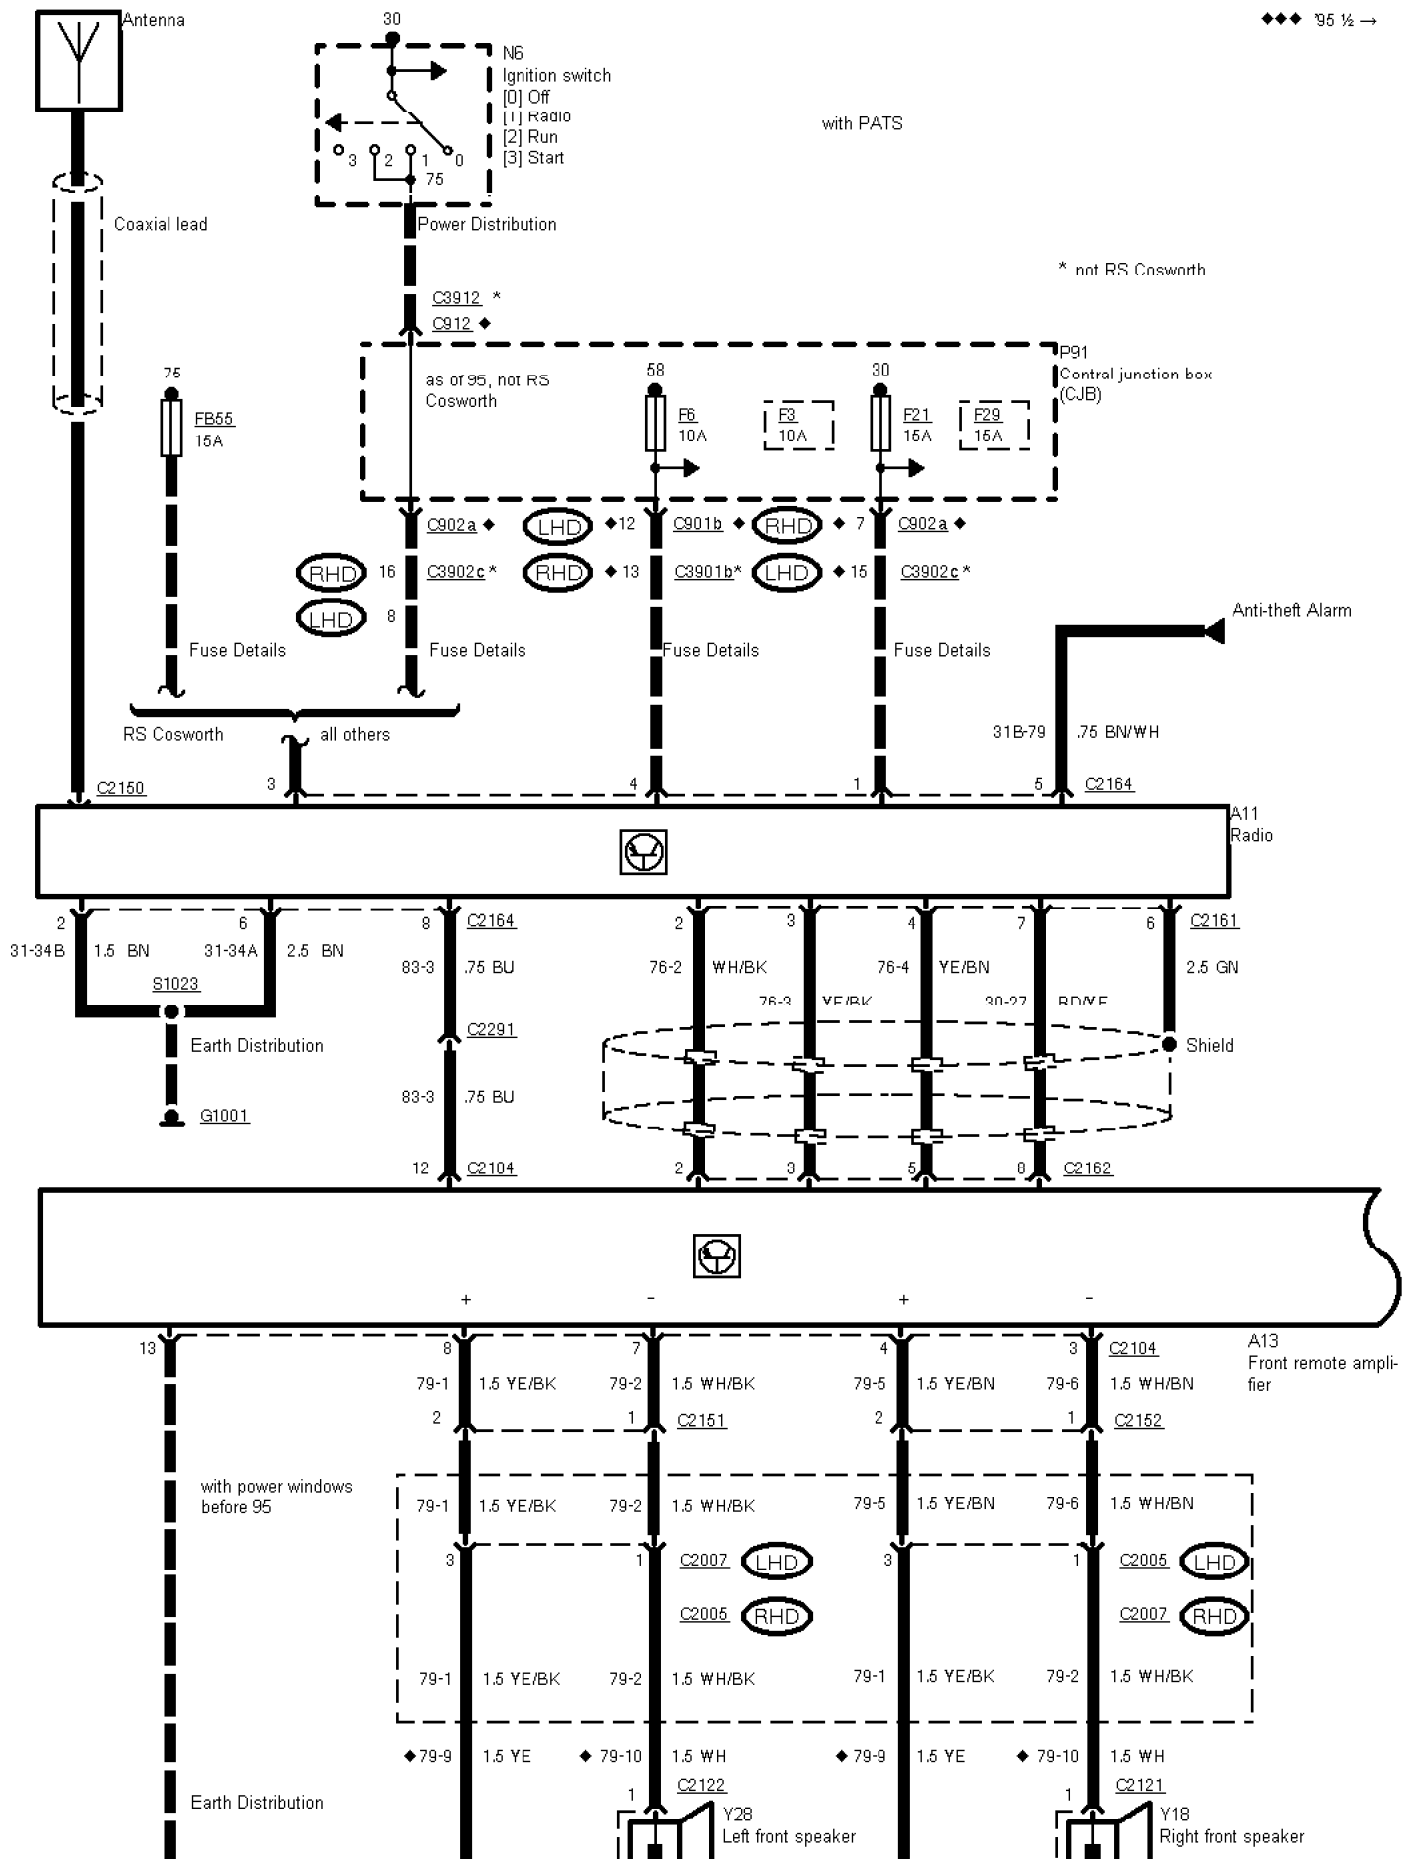 Antenna
30
◆◆◆ '95 ½ →
N6
Ignition switch
[0] Off
[1] Radio
[2] Run
[3] Start
with PATS
3 2 1 0
75
Coaxial lead
Power Distribution
* not RS Cosworth
C3912 *
C912 ◆
P91
Central junction box
(CJB)
as of 95, not RS
Cosworth
75
FB55
15A
58
F6
10A
F3
10A
30
F21
15A
F29
15A
C902a ◆
LHD ◆12
C901b ◆
RHD ◆ 7
C902a ◆
RHD 16
C3902c *
RHD ◆ 13
C3901b*
LHD ◆ 15
C3902c *
LHD 8
Anti-theft Alarm
Fuse Details
Fuse Details
Fuse Details
Fuse Details
RS Cosworth
all others
31B-79 .75 BN/WH
C2150
3
4
1
5
C2164
A11
Radio
2
6
8
C2164
2
3
4
7
6
C2161
31-34B 1.5 BN
31-34A 2.5 BN
83-3 .75 BU
76-2 WH/BK
76-4 YE/BN
2.5 GN
S1023
76-3 YE/BK
30-27 RD/YE
C2291
Earth Distribution
Shield
83-3 .75 BU
G1001
12
C2104
2
3
5
8
C2162
+
-
+
-
13
8
7
4
3
C2104
A13
Front remote ampli-
fier
79-1 1.5 YE/BK
79-2 1.5 WH/BK
79-5 1.5 YE/BN
79-6 1.5 WH/BN
2
1
C2151
2
1
C2152
with power windows
before 95
79-1 1.5 YE/BK
79-2 1.5 WH/BK
79-5 1.5 YE/BN
79-6 1.5 WH/BN
3
1
C2007 LHD
3
1
C2005 LHD
C2005 RHD
C2007 RHD
79-1 1.5 YE/BK
79-2 1.5 WH/BK
79-1 1.5 YE/BK
79-2 1.5 WH/BK
◆79-9 1.5 YE
◆ 79-10 1.5 WH
◆ 79-9 1.5 YE
◆ 79-10 1.5 WH
Earth Distribution
1
C2122
1
C2121
Y28
Left front speaker
Y18
Right front speaker